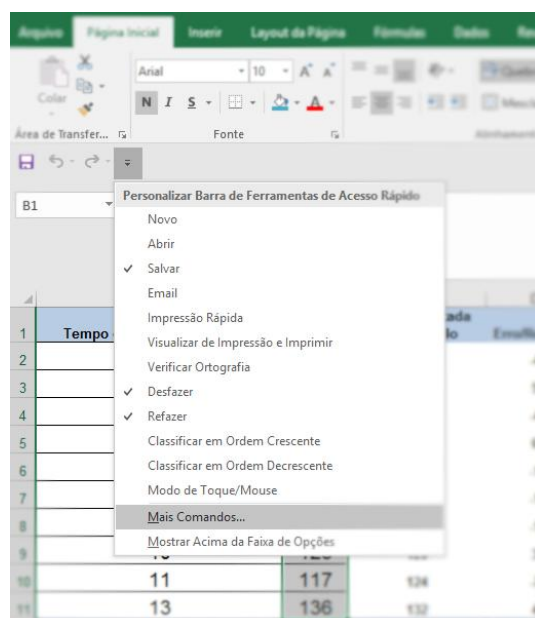 Arquivo Página Inicial Inserir Layout da Página Fórmulas Dados
Colar
Arial 10 A A
N I S A
Área de Transfer... Fonte Alinhamento
B1
Personalizar Barra de Ferramentas de Acesso Rápido
Novo
Abrir
Salvar
Email
Impressão Rápida
Visualizar de Impressão e Imprimir
Verificar Ortografia
Desfazer
Refazer
Classificar em Ordem Crescente
Classificar em Ordem Decrescente
Modo de Toque/Mouse
Mais Comandos...
Mostrar Acima da Faixa de Opções
1 Tempo
2
3
4
5
6
7
8
9
10 11 117 124
11 13 136 132